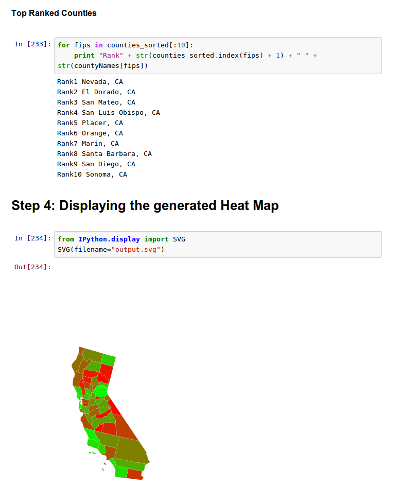 Top Ranked Counties
In [233]: for fips in counties_sorted[:10]:
print "Rank" + str(counties_sorted.index(fips) + 1) + " " +
str(countyNames[fips])
Rank1 Nevada, CA
Rank2 El Dorado, CA
Rank3 San Mateo, CA
Rank4 San Luis Obispo, CA
Rank5 Placer, CA
Rank6 Orange, CA
Rank7 Marin, CA
Rank8 Santa Barbara, CA
Rank9 San Diego, CA
Rank10 Sonoma, CA
Step 4: Displaying the generated Heat Map
In [234]: from IPython.display import SVG
SVG(filename="output.svg")
Out[234]: